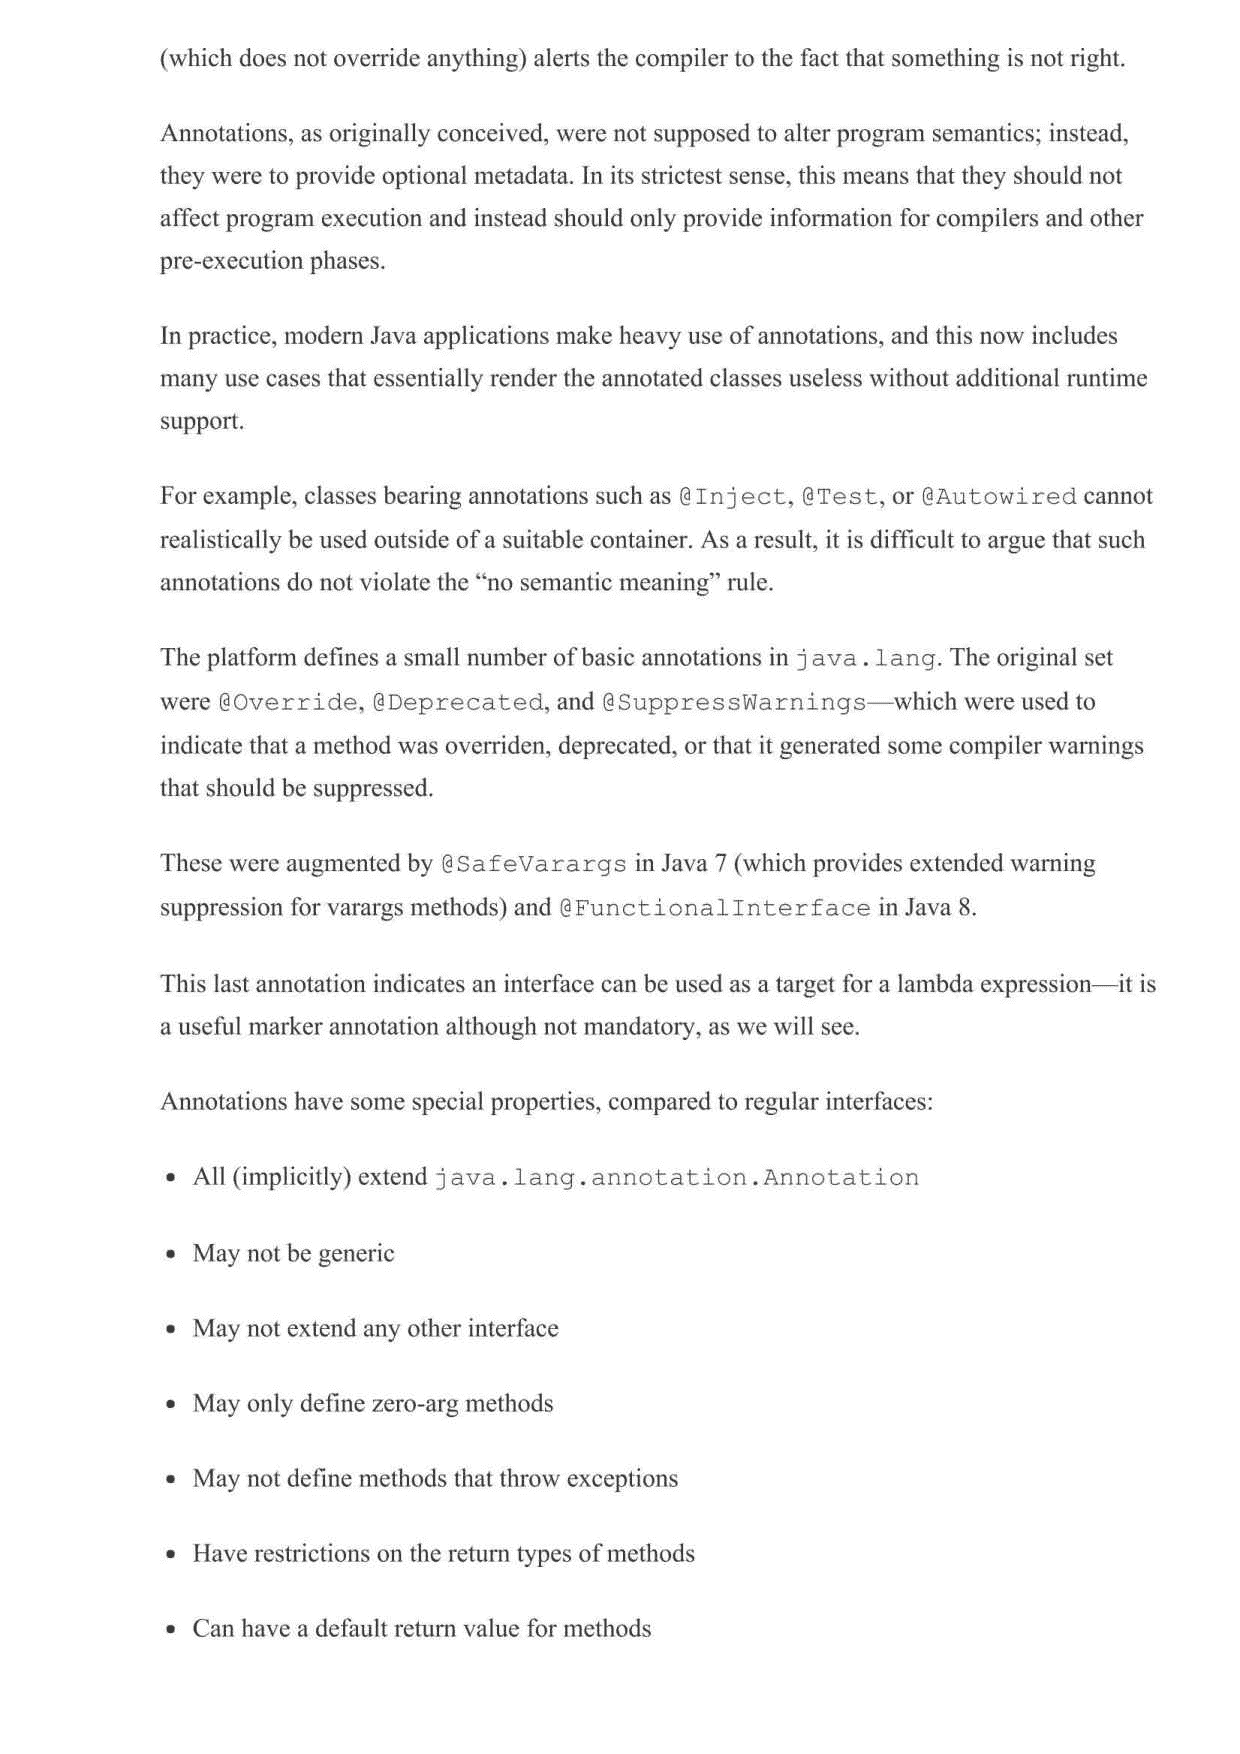 (which does not override anything) alerts the compiler to the fact that something is not right.
Annotations, as originally conceived, were not supposed to alter program semantics; instead,
they were to provide optional metadata. In its strictest sense, this means that they should not
affect program execution and instead should only provide information for compilers and other
pre-execution phases.
In practice, modern Java applications make heavy use of annotations, and this now includes
many use cases that essentially render the annotated classes useless without additional runtime
support.
For example, classes bearing annotations such as @Inject, @Test, or @Autowired cannot
realistically be used outside of a suitable container. As a result, it is difficult to argue that such
annotations do not violate the “no semantic meaning” rule.
The platform defines a small number of basic annotations in java.lang. The original set
were @Override, @Deprecated, and @SuppressWarnings—which were used to
indicate that a method was overriden, deprecated, or that it generated some compiler warnings
that should be suppressed.
These were augmented by @SafeVarargs in Java 7 (which provides extended warning
suppression for varargs methods) and @FunctionalInterface in Java 8.
This last annotation indicates an interface can be used as a target for a lambda expression—it is
a useful marker annotation although not mandatory, as we will see.
Annotations have some special properties, compared to regular interfaces:
• All (implicitly) extend java.lang.annotation.Annotation
• May not be generic
• May not extend any other interface
• May only define zero-arg methods
• May not define methods that throw exceptions
• Have restrictions on the return types of methods
• Can have a default return value for methods